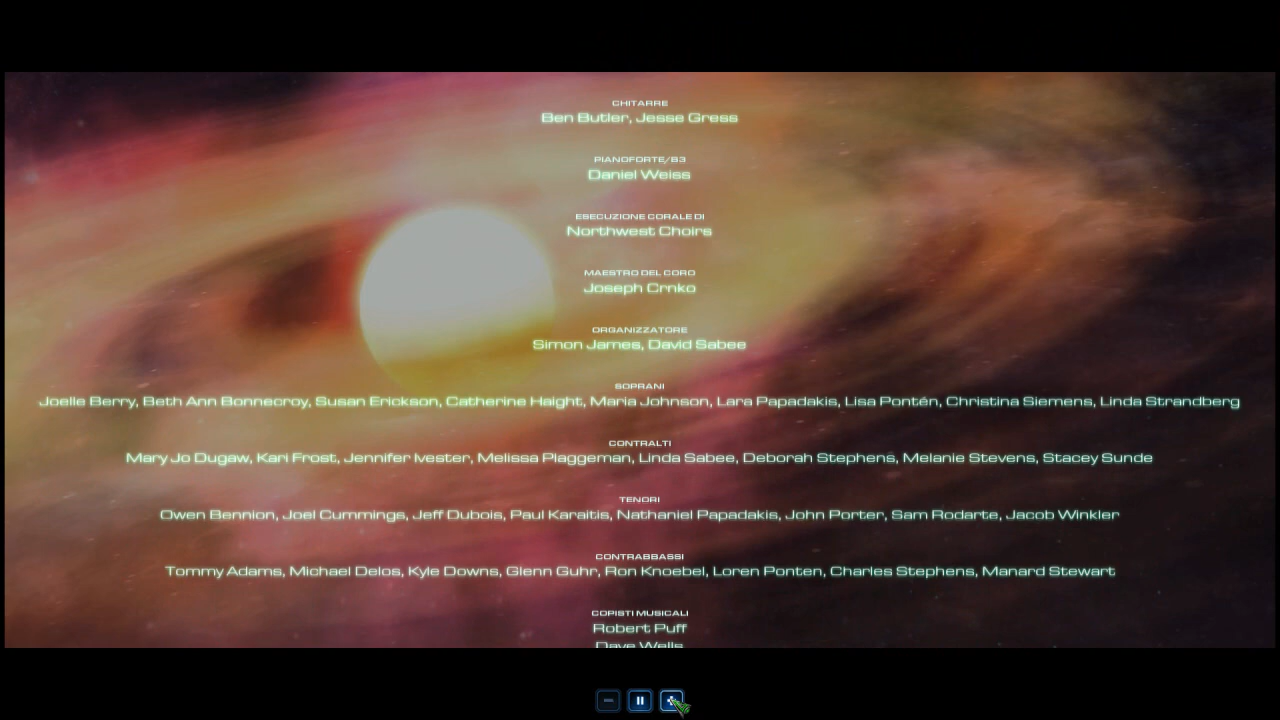 CHITARRE
Ben Butler, Jesse Gress
PIANOFORTE/B3
Daniel Weiss
ESECUZIONE CORALE DI
Northwest Choirs
MAESTRO DEL CORO
Joseph Crnko
ORGANIZZATORE
Simon James, David Sabee
SOPRANI
Joelle Berry, Beth Ann Bonnecroy, Susan Erickson, Catherine Haight, Maria Johnson, Lara Papadakis, Lisa Pontén, Christina Siemens, Linda Strandberg
CONTRALTI
Mary Jo Dugaw, Kari Frost, Jennifer Ivester, Melissa Plaggeman, Linda Sabee, Deborah Stephens, Melanie Stevens, Stacey Sunde
TENORI
Owen Bennion, Joel Cummings, Jeff Dubois, Paul Karaitis, Nathaniel Papadakis, John Porter, Sam Rodarte, Jacob Winkler
CONTRABBASSI
Tommy Adams, Michael Delos, Kyle Downs, Glenn Guhr, Ron Knoebel, Loren Ponten, Charles Stephens, Manard Stewart
COPISTI MUSICALI
Robert Puff
Dave Wells